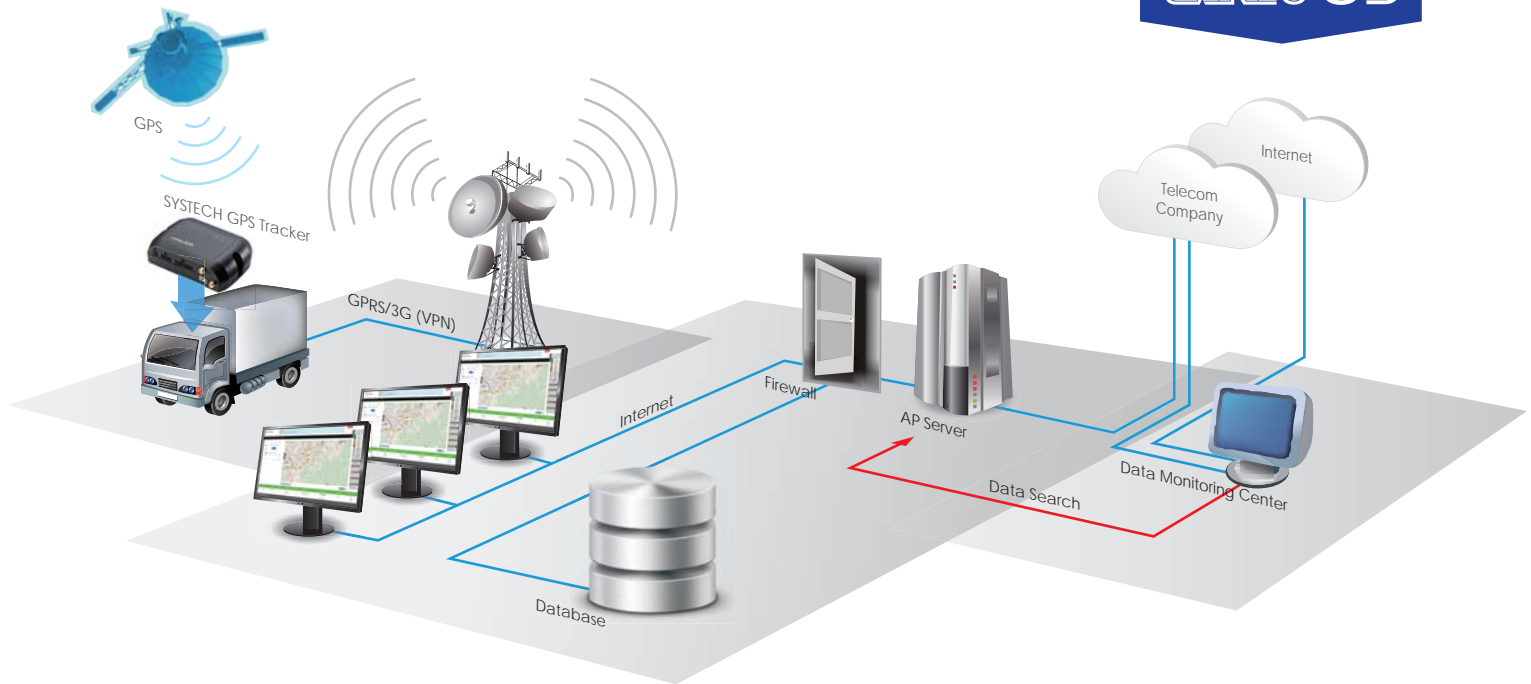 GPS
SYSTECH GPS Tracker
GPRS/3G (VPN)
Internet
Firewall
AP Server
Database
Telecom
Company
Internet
Data Monitoring Center
Data Search